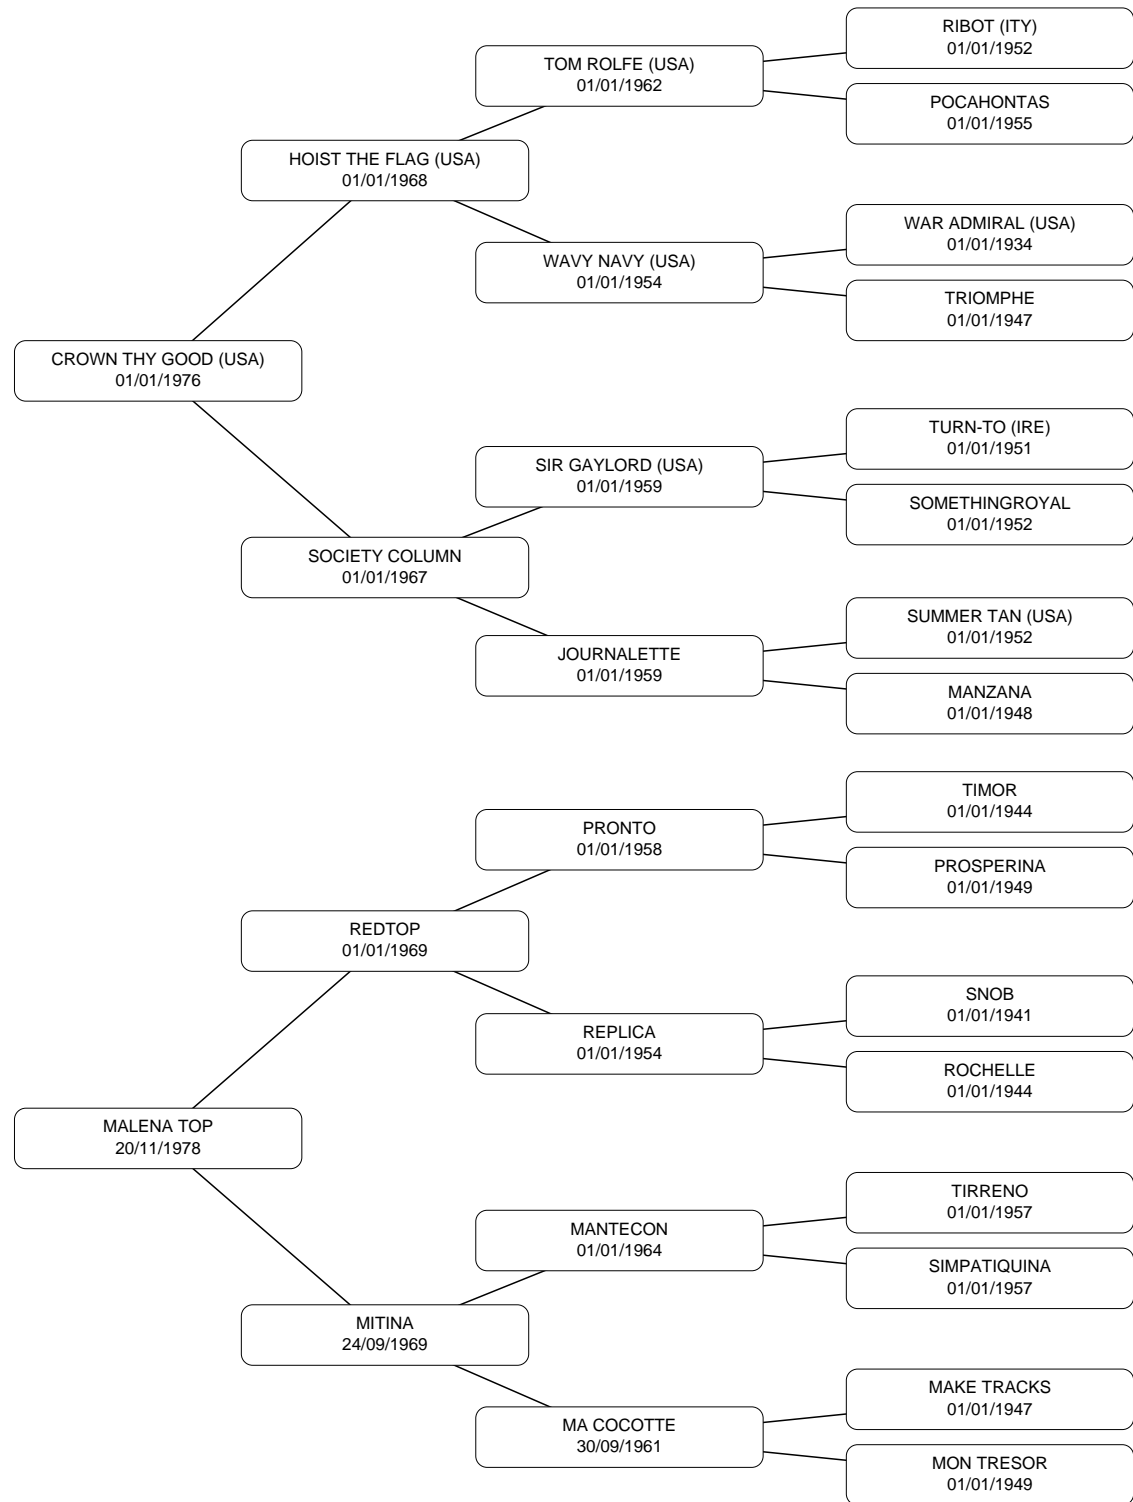 RIBOT (ITY)
01/01/1952
TOM ROLFE (USA)
01/01/1962
POCAHONTAS
01/01/1955
HOIST THE FLAG (USA)
01/01/1968
WAR ADMIRAL (USA)
01/01/1934
WAVY NAVY (USA)
01/01/1954
TRIOMPHE
01/01/1947
CROWN THY GOOD (USA)
01/01/1976
TURN-TO (IRE)
01/01/1951
SIR GAYLORD (USA)
01/01/1959
SOMETHINGROYAL
01/01/1952
SOCIETY COLUMN
01/01/1967
SUMMER TAN (USA)
01/01/1952
JOURNALETTE
01/01/1959
MANZANA
01/01/1948
TIMOR
01/01/1944
PRONTO
01/01/1958
PROSPERINA
01/01/1949
REDTOP
01/01/1969
SNOB
01/01/1941
REPLICA
01/01/1954
ROCHELLE
01/01/1944
MALENA TOP
20/11/1978
TIRRENO
01/01/1957
MANTECON
01/01/1964
SIMPATIQUINA
01/01/1957
MITINA
24/09/1969
MAKE TRACKS
01/01/1947
MA COCOTTE
30/09/1961
MON TRESOR
01/01/1949